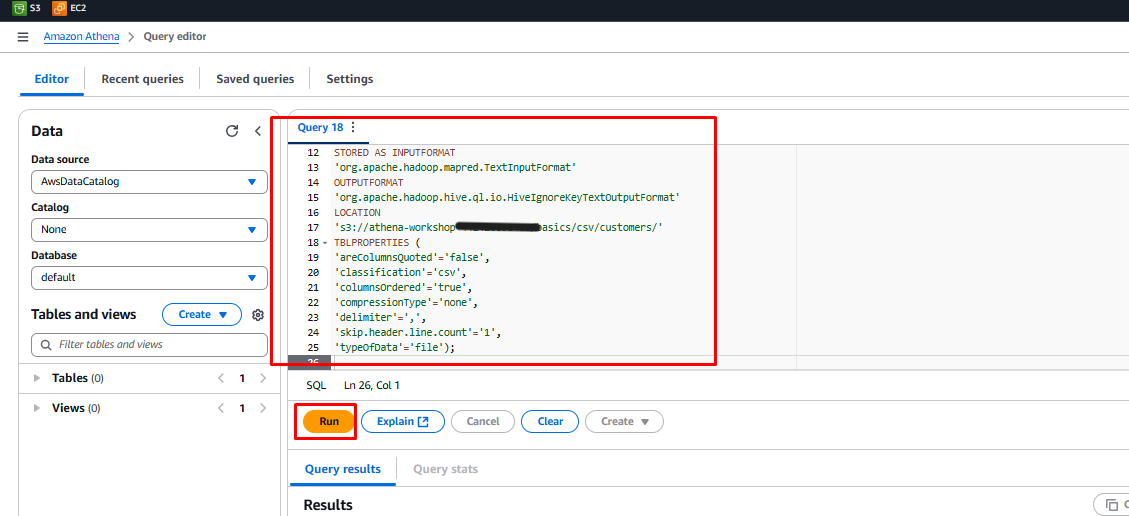 S3 EC2
Amazon Athena > Query editor
Editor Recent queries Saved queries Settings
Data
Data source
AwsDataCatalog
Catalog
None
Database
default
Tables and views Create
Filter tables and views
Tables (0) 1
Views (0) 1
Query 18
12 STORED AS INPUTFORMAT
13 'org.apache.hadoop.mapred.TextInputFormat'
14 OUTPUTFORMAT
15 'org.apache.hadoop.hive.ql.io.HiveIgnoreKeyTextOutputFormat'
16 LOCATION
17 's3://athena-workshop asics/csv/customers/'
18 TBLPROPERTIES (
19 'areColumnsQuoted'='false',
20 'classification'='csv',
21 'columnsOrdered'='true',
22 'compressionType'='none',
23 'delimiter'=',',
24 'skip.header.line.count'='1',
25 'typeOfData'='file');
26
SQL Ln 26, Col 1
Run Explain Cancel Clear Create
Query results Query stats
Results